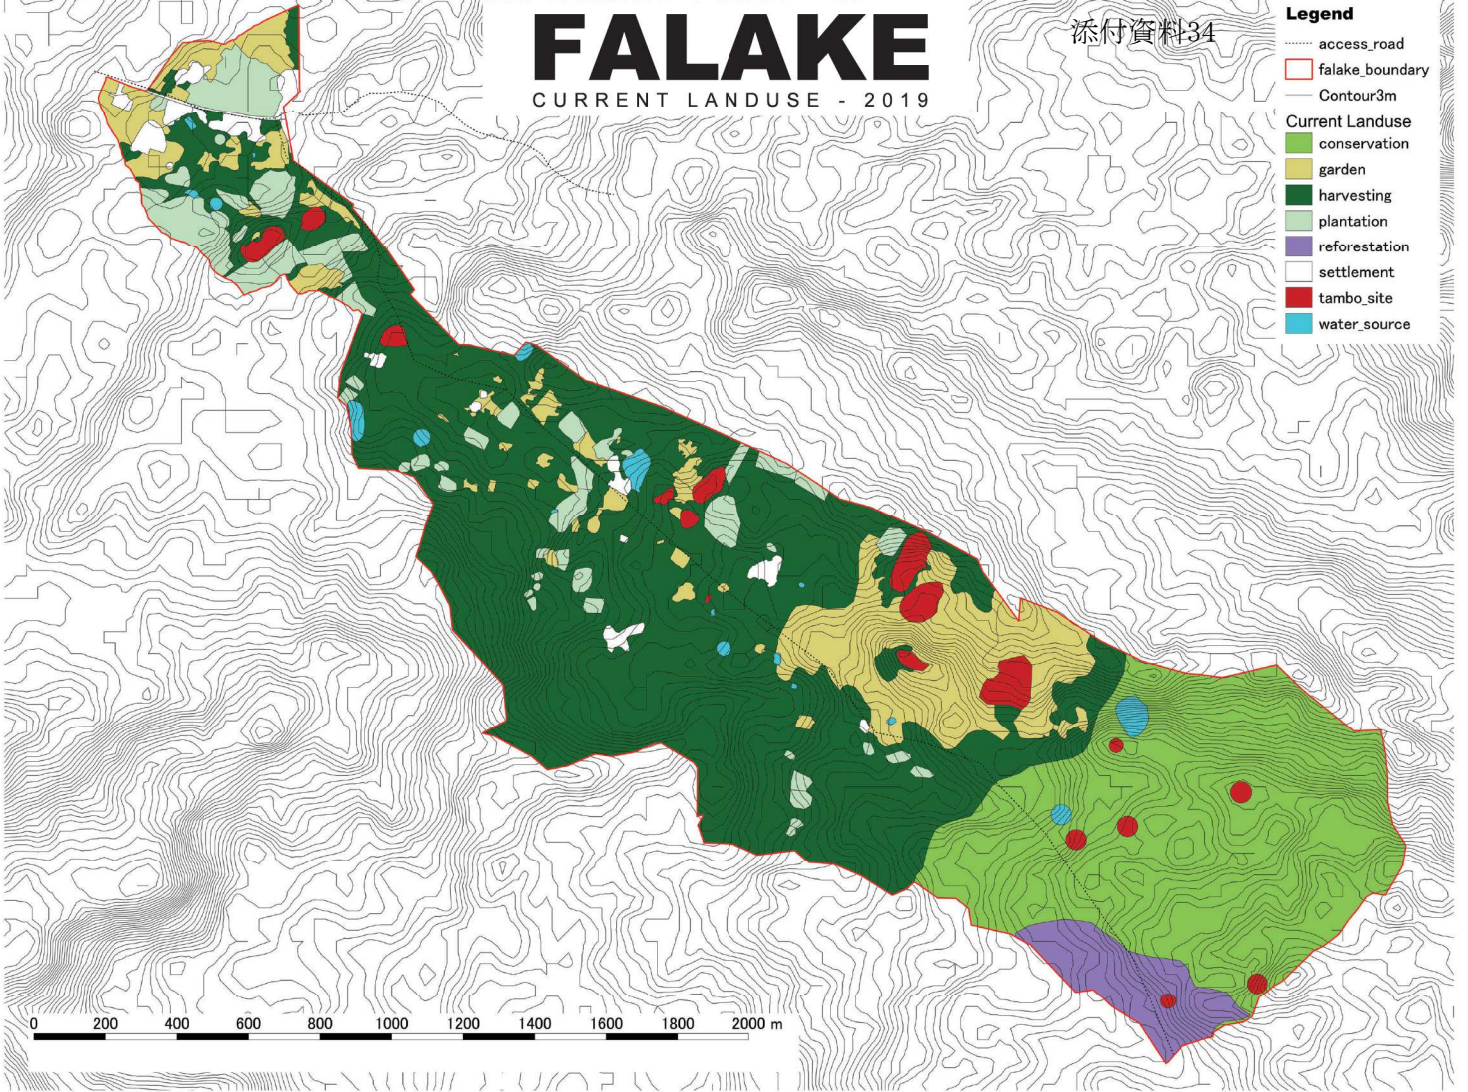 FALAKE
CURRENT LANDUSE - 2019
添付資料34
Legend
access_road
falake_boundary
Contour3m
Current Landuse
conservation
garden
harvesting
plantation
reforestation
settlement
tambo_site
water_source
0 200 400 600 800 1000 1200 1400 1600 1800 2000 m